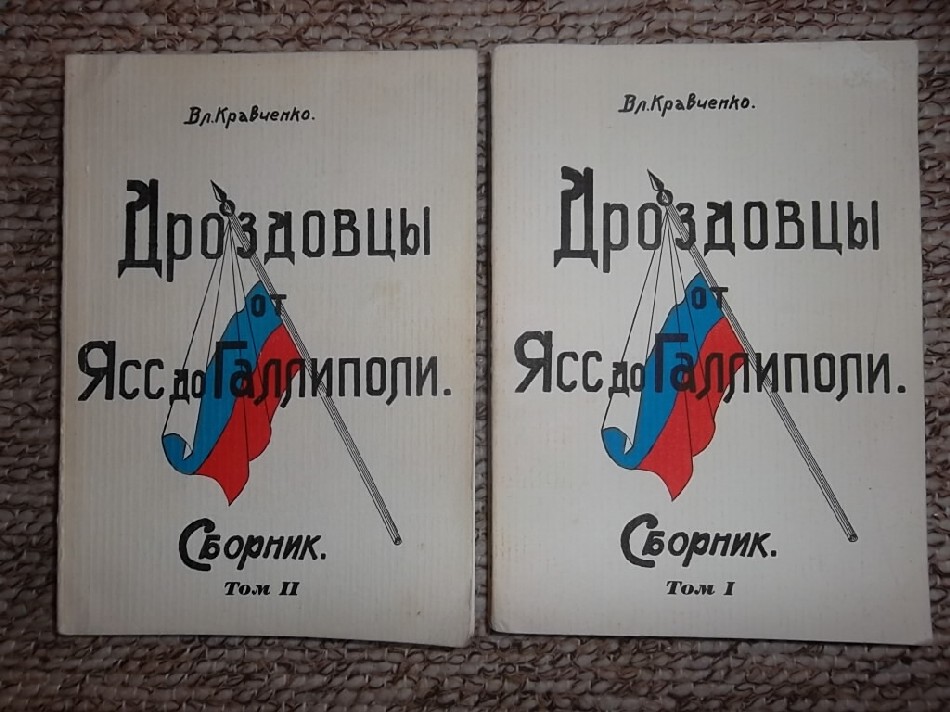 Вл. Кравченко.
Дроздовцы
от
Ясс до Галлиполи.
Сборник.
Том II
Вл. Кравченко.
Дроздовцы
от
Ясс до Галлиполи.
Сборник.
Том I